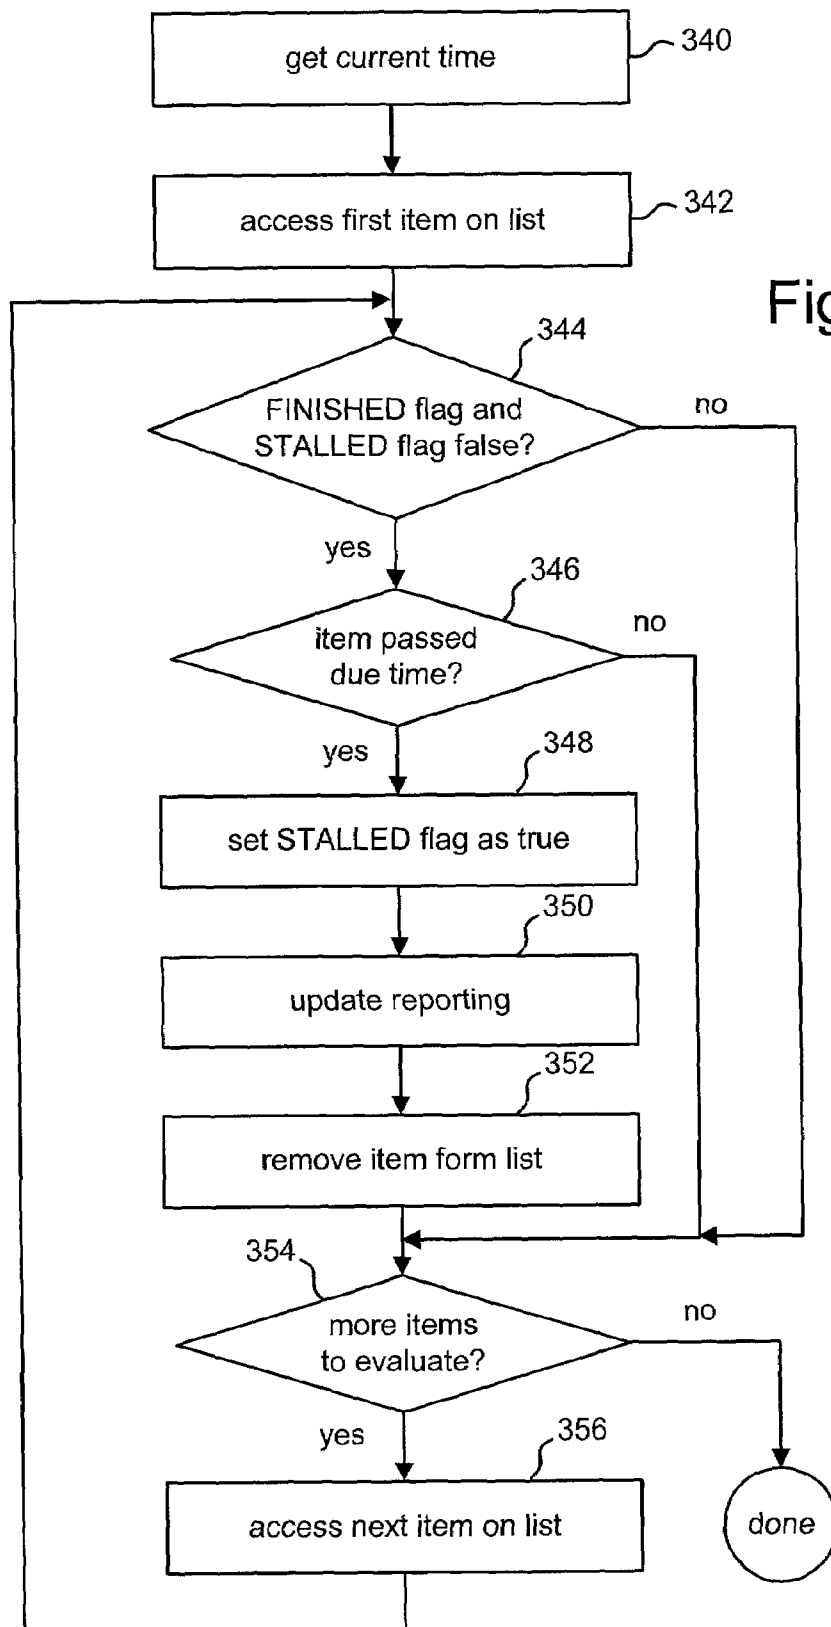 get current time
340
access first item on list
342
Fig
344
FINISHED flag and
STALLED flag false?
no
yes
346
item passed
due time?
no
yes
348
set STALLED flag as true
350
update reporting
352
remove item form list
354
more items
to evaluate?
no
yes
356
access next item on list
done